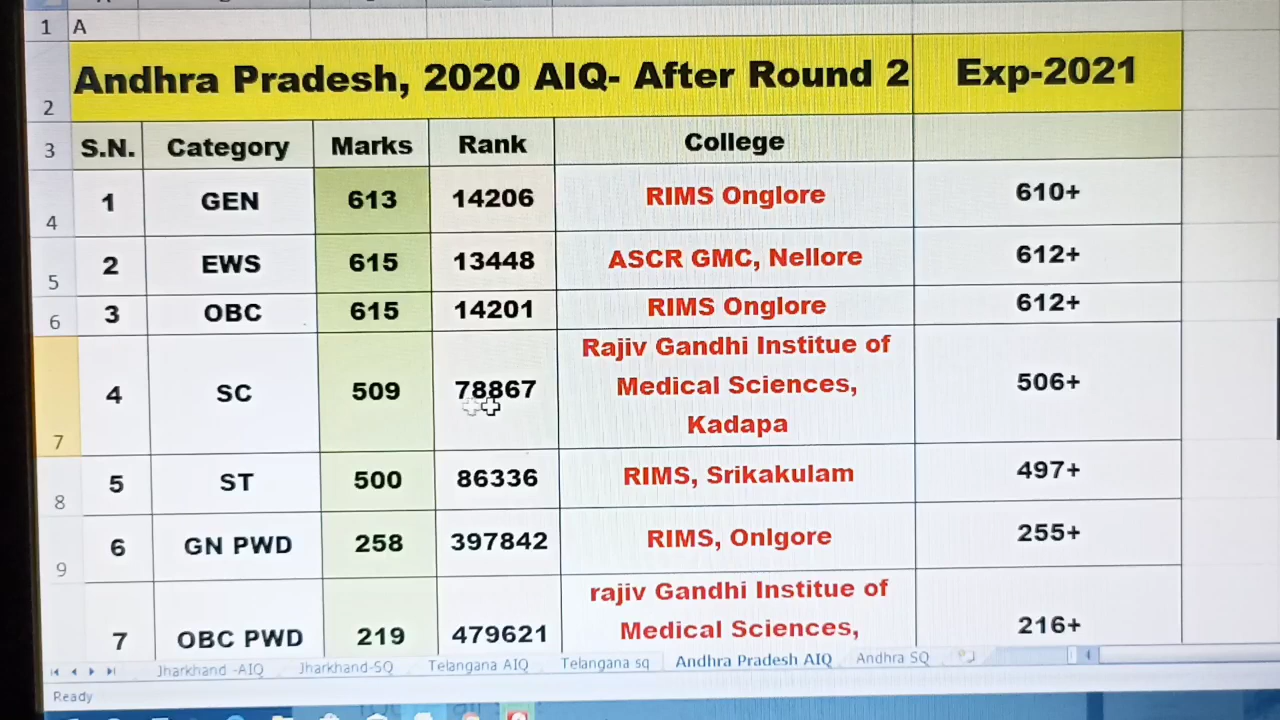 1 A
2 Andhra Pradesh, 2020 AIQ- After Round 2 Exp-2021
3 S.N. Category Marks Rank College
4 1 GEN 613 14206 RIMS Onglore 610+
5 2 EWS 615 13448 ASCR GMC, Nellore 612+
6 3 OBC 615 14201 RIMS Onglore 612+
Rajiv Gandhi Institue of
7 4 SC 509 78867 Medical Sciences, 506+
Kadapa
8 5 ST 500 86336 RIMS, Srikakulam 497+
9 6 GN PWD 258 397842 RIMS, Onlgore 255+
rajiv Gandhi Institue of
7 OBC PWD 219 479621 Medical Sciences, 216+
Jharkhand -AIQ Jharkhand-SQ Telangana AIQ Telangana sq Andhra Pradesh AIQ Andhra SQ
Ready